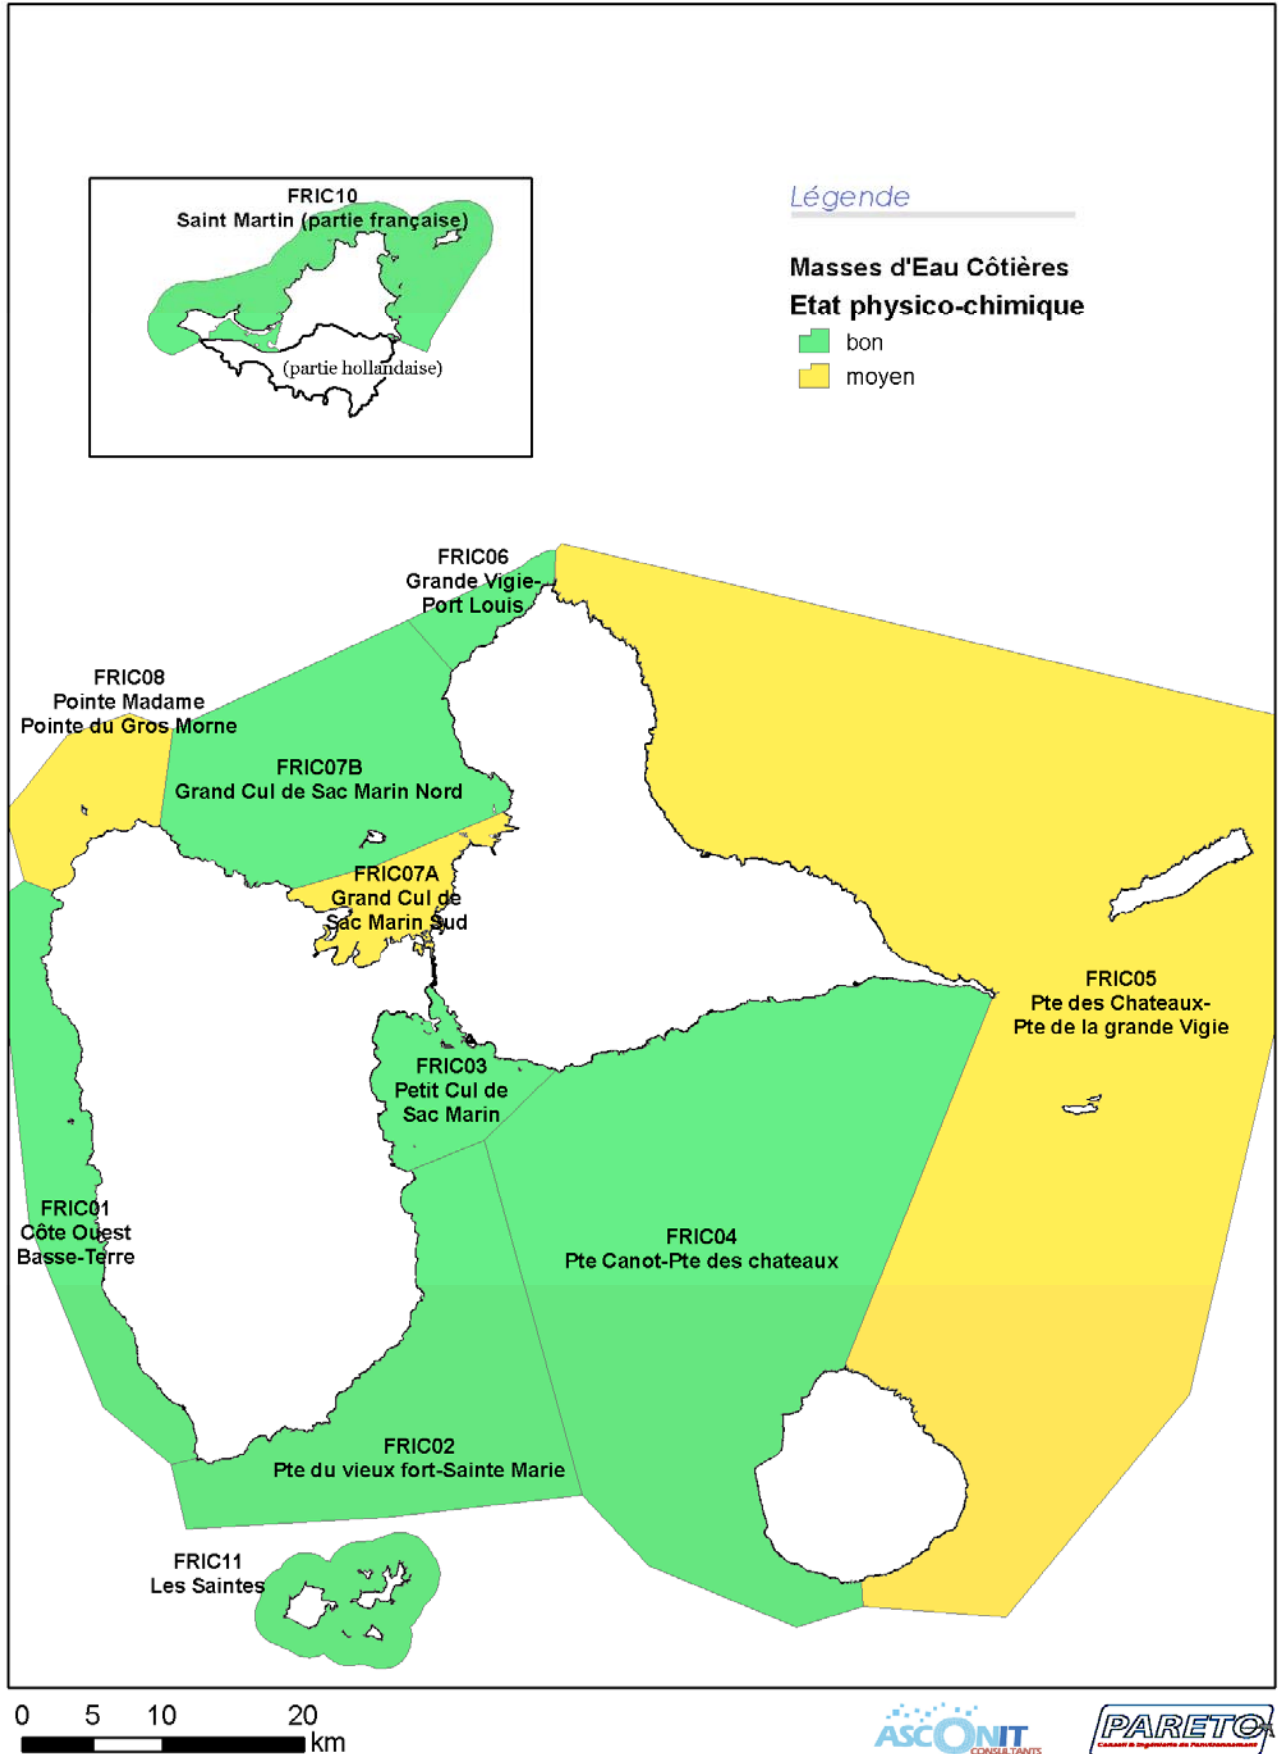 FRIC10
Saint Martin (partie française)
(partie hollandaise)
Légende
Masses d'Eau Côtières
Etat physico-chimique
bon
moyen
FRIC06
Grande Vigie-
Port Louis
FRIC08
Pointe Madame
Pointe du Gros Morne
FRIC07B
Grand Cul de Sac Marin Nord
FRIC07A
Grand Cul de
Sac Marin Sud
FRIC05
Pte des Chateaux-
Pte de la grande Vigie
FRIC03
Petit Cul de
Sac Marin
FRIC01
Côte Ouest
Basse-Terre
FRIC04
Pte Canot-Pte des chateaux
FRIC02
Pte du vieux fort-Sainte Marie
FRIC11
Les Saintes
0 5 10 20
km
ASCONIT
CONSULTANTS
PARETO
Conseil & Ingénierie de l'environnement